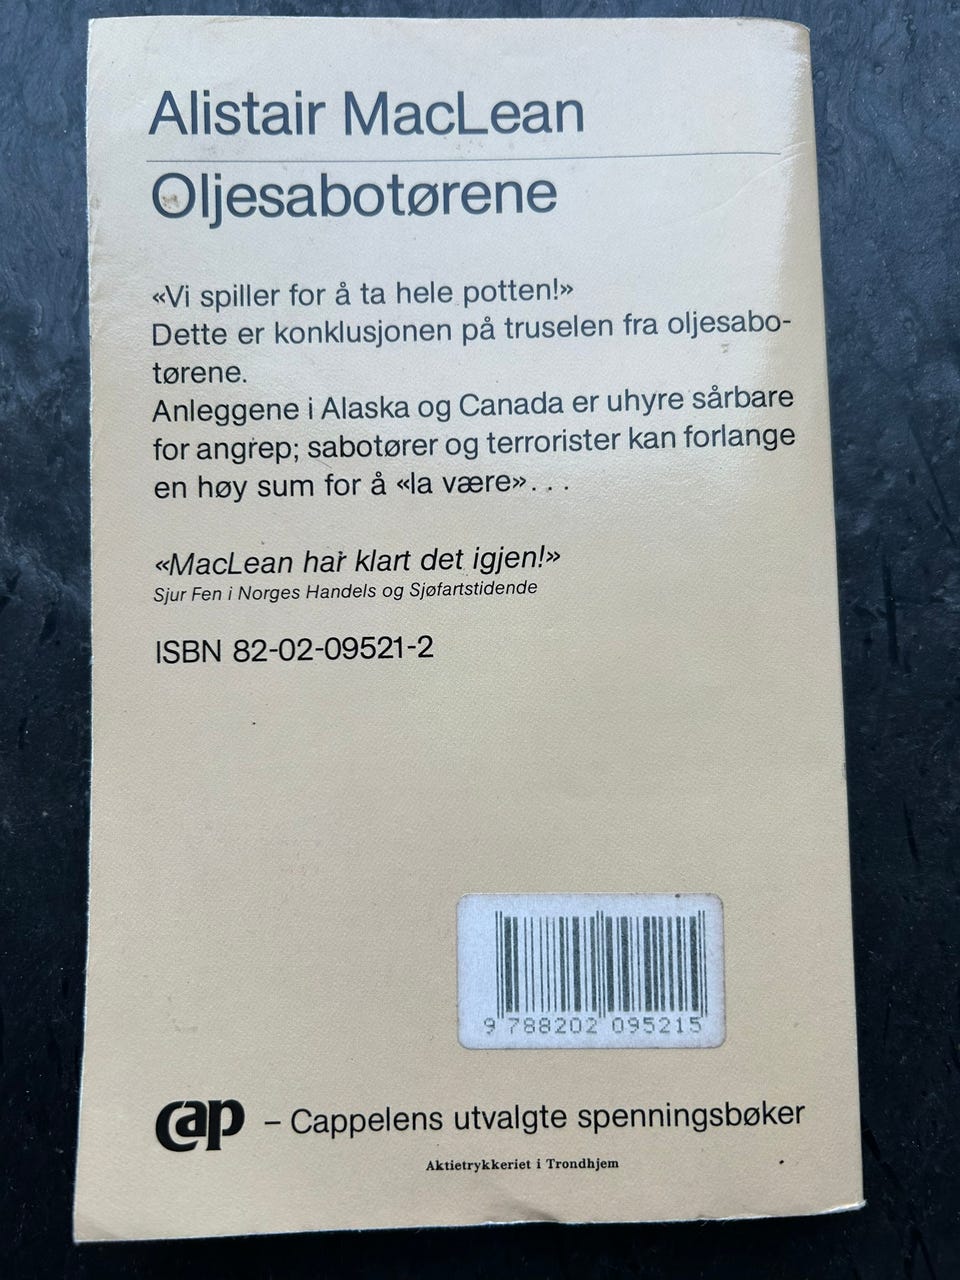 Alistair MacLean
Oljesabotørene
«Vi spiller for å ta hele potten!»
Dette er konklusjonen på truselen fra oljesabo-
tørene.
Anleggene i Alaska og Canada er uhyre sårbare
for angrep; sabotører og terrorister kan forlange
en høy sum for å «la være»...
«MacLean har klart det igjen!»
Sjur Fen i Norges Handels og Sjøfartstidende
ISBN 82-02-09521-2
9 788202 095215
cap – Cappelens utvalgte spenningsbøker
Aktietrykkeriet i Trondhjem